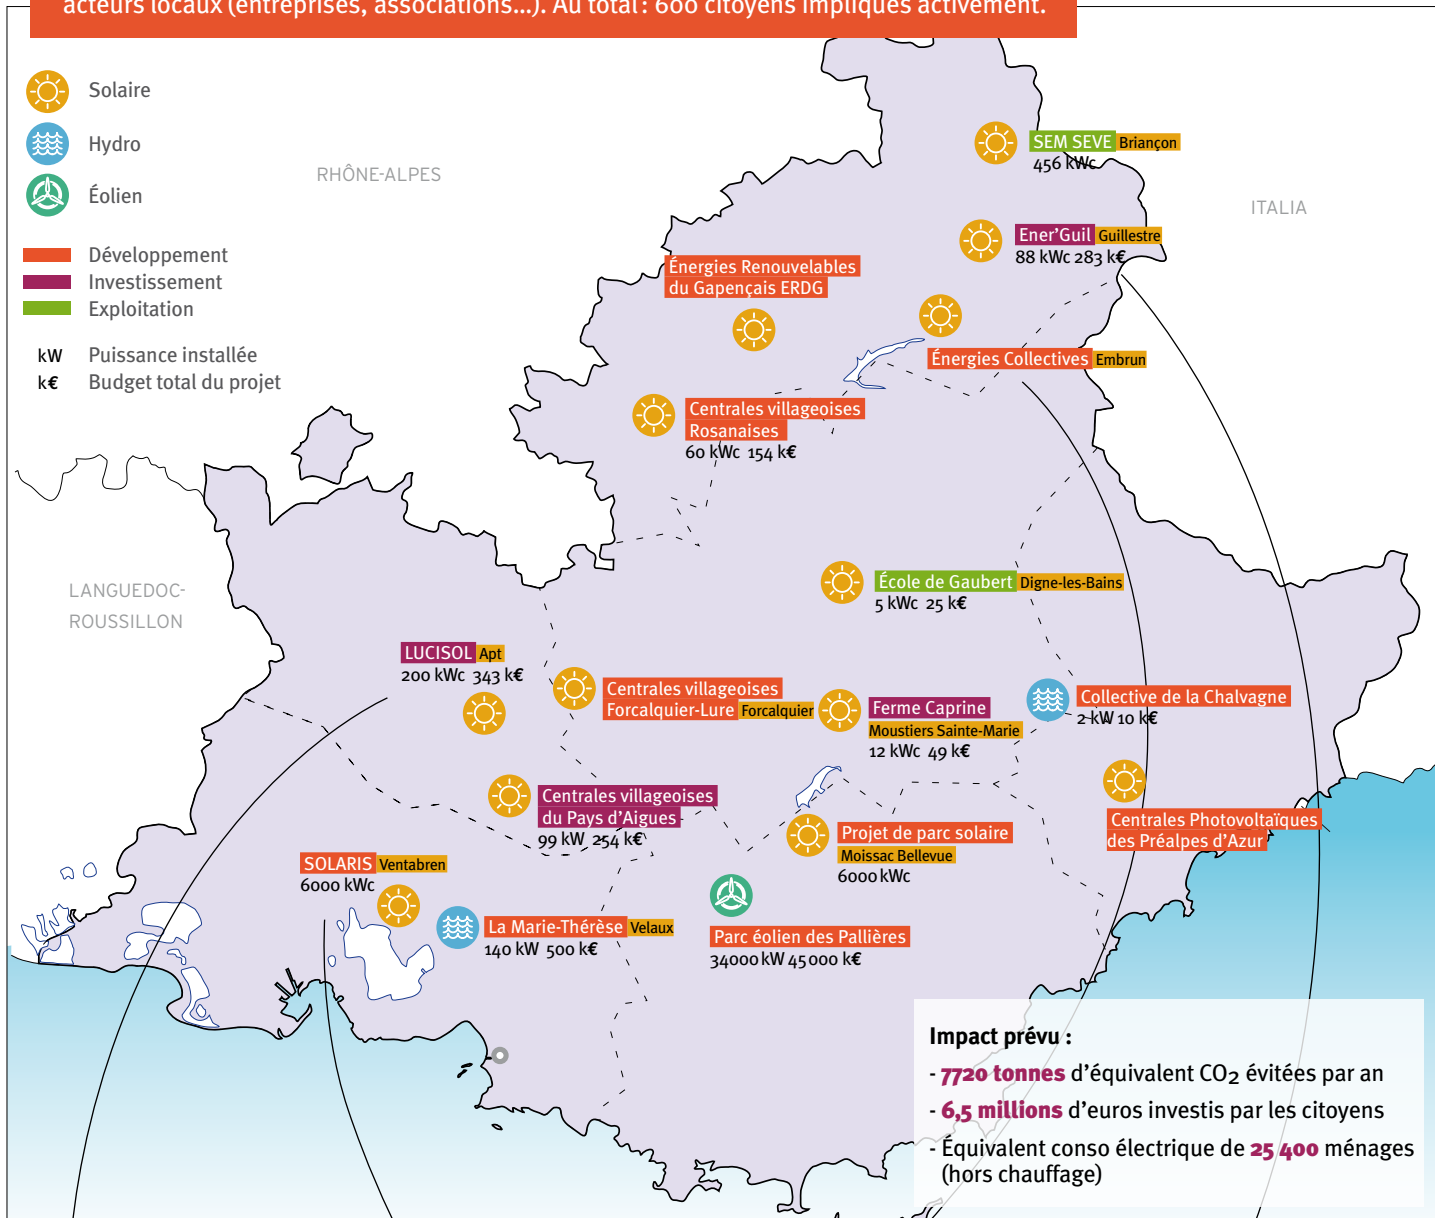 acteurs locaux (entreprises, associations...). Au total : 600 citoyens impliqués activement.
Solaire
Hydro
Éolien
Développement
Investissement
Exploitation
kW Puissance installée
k€ Budget total du projet
RHÔNE-ALPES
ITALIA
LANGUEDOC-
ROUSSILLON
SEM SEVE Briançon
456 kWc
Ener'Guil Guillestre
88 kWc 283 k€
Énergies Renouvelables
du Gapençais ERDG
Énergies Collectives Embrun
Centrales villageoises
Rosanaises
60 kWc 154 k€
École de Gaubert Digne-les-Bains
5 kWc 25 k€
LUCISOL Apt
200 kWc 343 k€
Centrales villageoises
Forcalquier-Lure Forcalquier
Ferme Caprine
Moustiers Sainte-Marie
12 kWc 49 k€
Collective de la Chalvagne
2 kW 10 k€
Centrales villageoises
du Pays d'Aigues
99 kW 254 k€
Projet de parc solaire
Moissac Bellevue
6000 kWc
Centrales Photovoltaïques
des Préalpes d'Azur
SOLARIS Ventabren
6000 kWc
La Marie-Thérèse Velaux
140 kW 500 k€
Parc éolien des Pallières
34000 kW 45000 k€
Impact prévu :
- 7720 tonnes d'équivalent CO2 évitées par an
- 6,5 millions d'euros investis par les citoyens
- Équivalent conso électrique de 25 400 ménages
(hors chauffage)